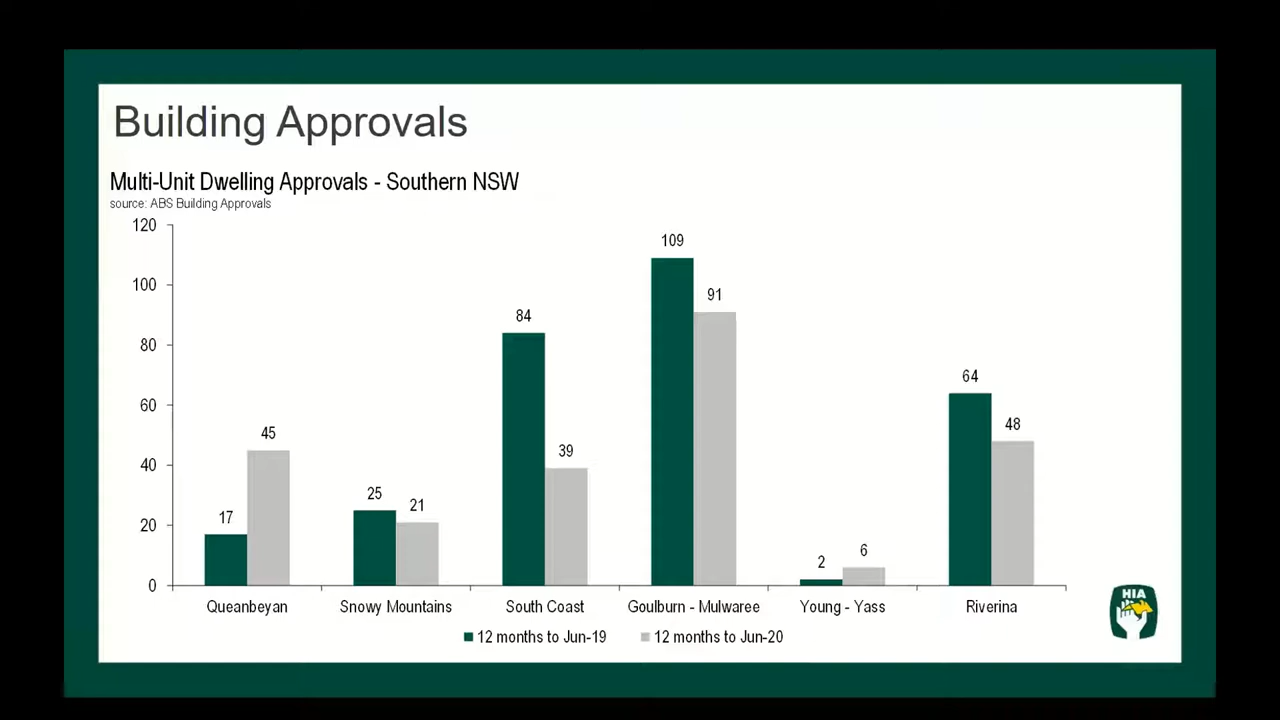 Building Approvals
Multi-Unit Dwelling Approvals - Southern NSW
source: ABS Building Approvals
120
100
80
60
40
20
0
17
45
25
21
84
39
109
91
2
6
64
48
Queanbeyan
Snowy Mountains
South Coast
Goulburn - Mulwaree
Young - Yass
Riverina
12 months to Jun-19
12 months to Jun-20
HIA